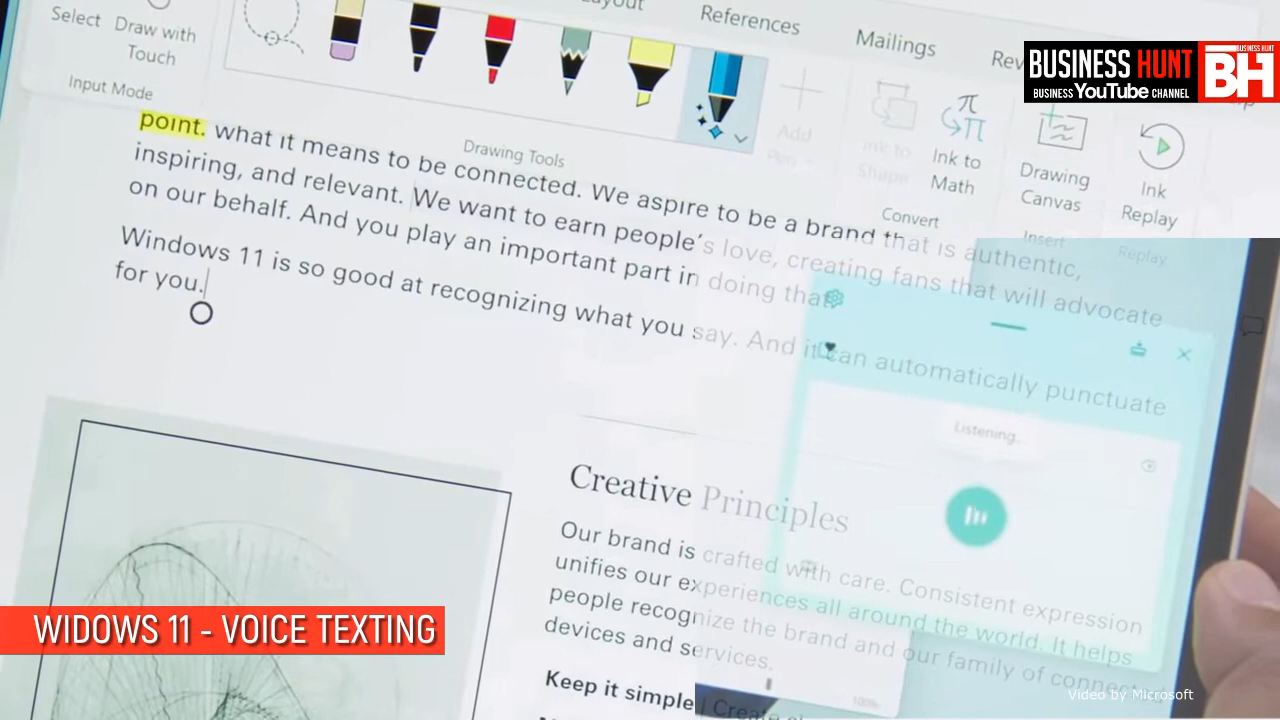 Layout
References
Mailings
Rev
BUSINESS HUNT
BUSINESS YouTube CHANNEL
BUSINESS HUNT
BH
Select
Draw with
Touch
Input Mode
Drawing Tools
Add
Pen
Ink to
Shape
Ink to
Math
Convert
Drawing
Canvas
Insert
Ink
Replay
Replay
point. what it means to be connected. We aspire to be a brand that is authentic,
inspiring, and relevant. We want to earn people's love, creating fans that will advocate
on our behalf. And you play an important part in doing that.
Windows 11 is so good at recognizing what you say. And it can automatically punctuate
for you.
Listening...
Creative Principles
Our brand is crafted with care. Consistent expression
unifies our experiences all around the world. It helps
people recognize the brand and our family of connect
devices and services.
Keep it simple
Create cl
100%
WIDOWS 11 - VOICE TEXTING
Video by Microsoft